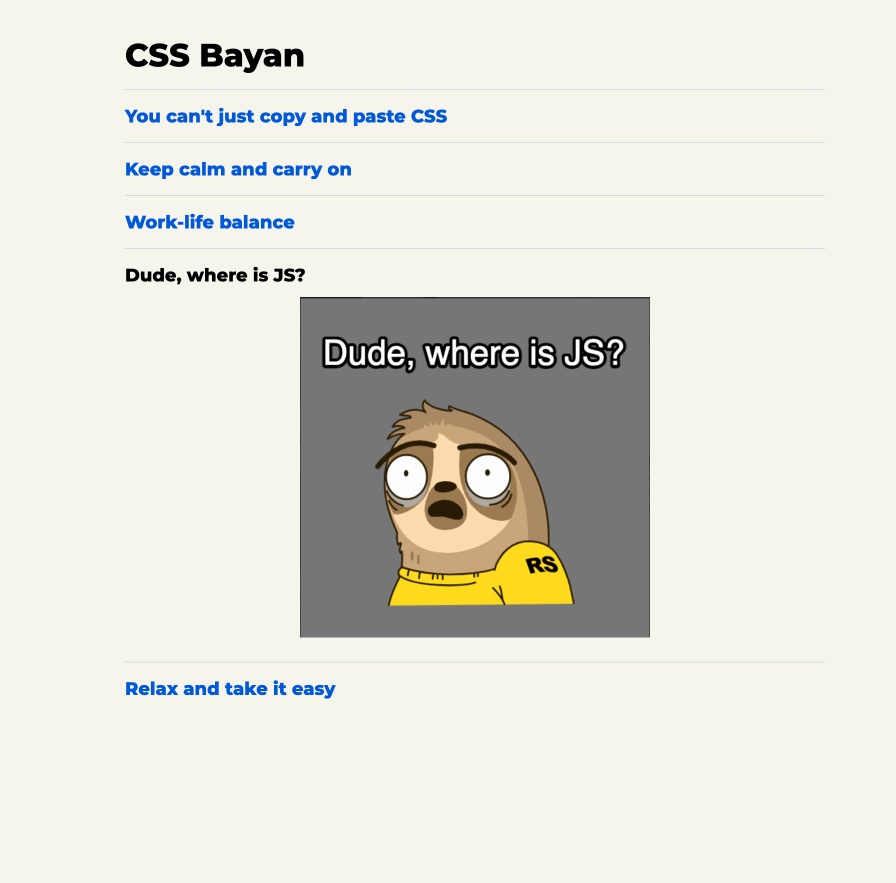 CSS Bayan
You can't just copy and paste CSS
Keep calm and carry on
Work-life balance
Dude, where is JS?
Dude, where is JS?
RS
Relax and take it easy